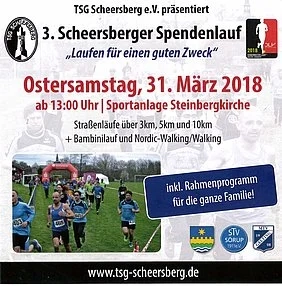 TSG Scheersberg e.V. präsentiert
3. Scheersberger Spendenlauf
„Laufen für einen guten Zweck"
Ostersamstag, 31. März 2018
ab 13:00 Uhr | Sportanlage Steinbergkirche
Straßenläufe über 3km, 5km und 10km
+ Bambinilauf und Nordic-Walking/Walking
inkl. Rahmenprogramm
für die ganze Familie!
STV
SÖRUP
www.tsg-scheersberg.de